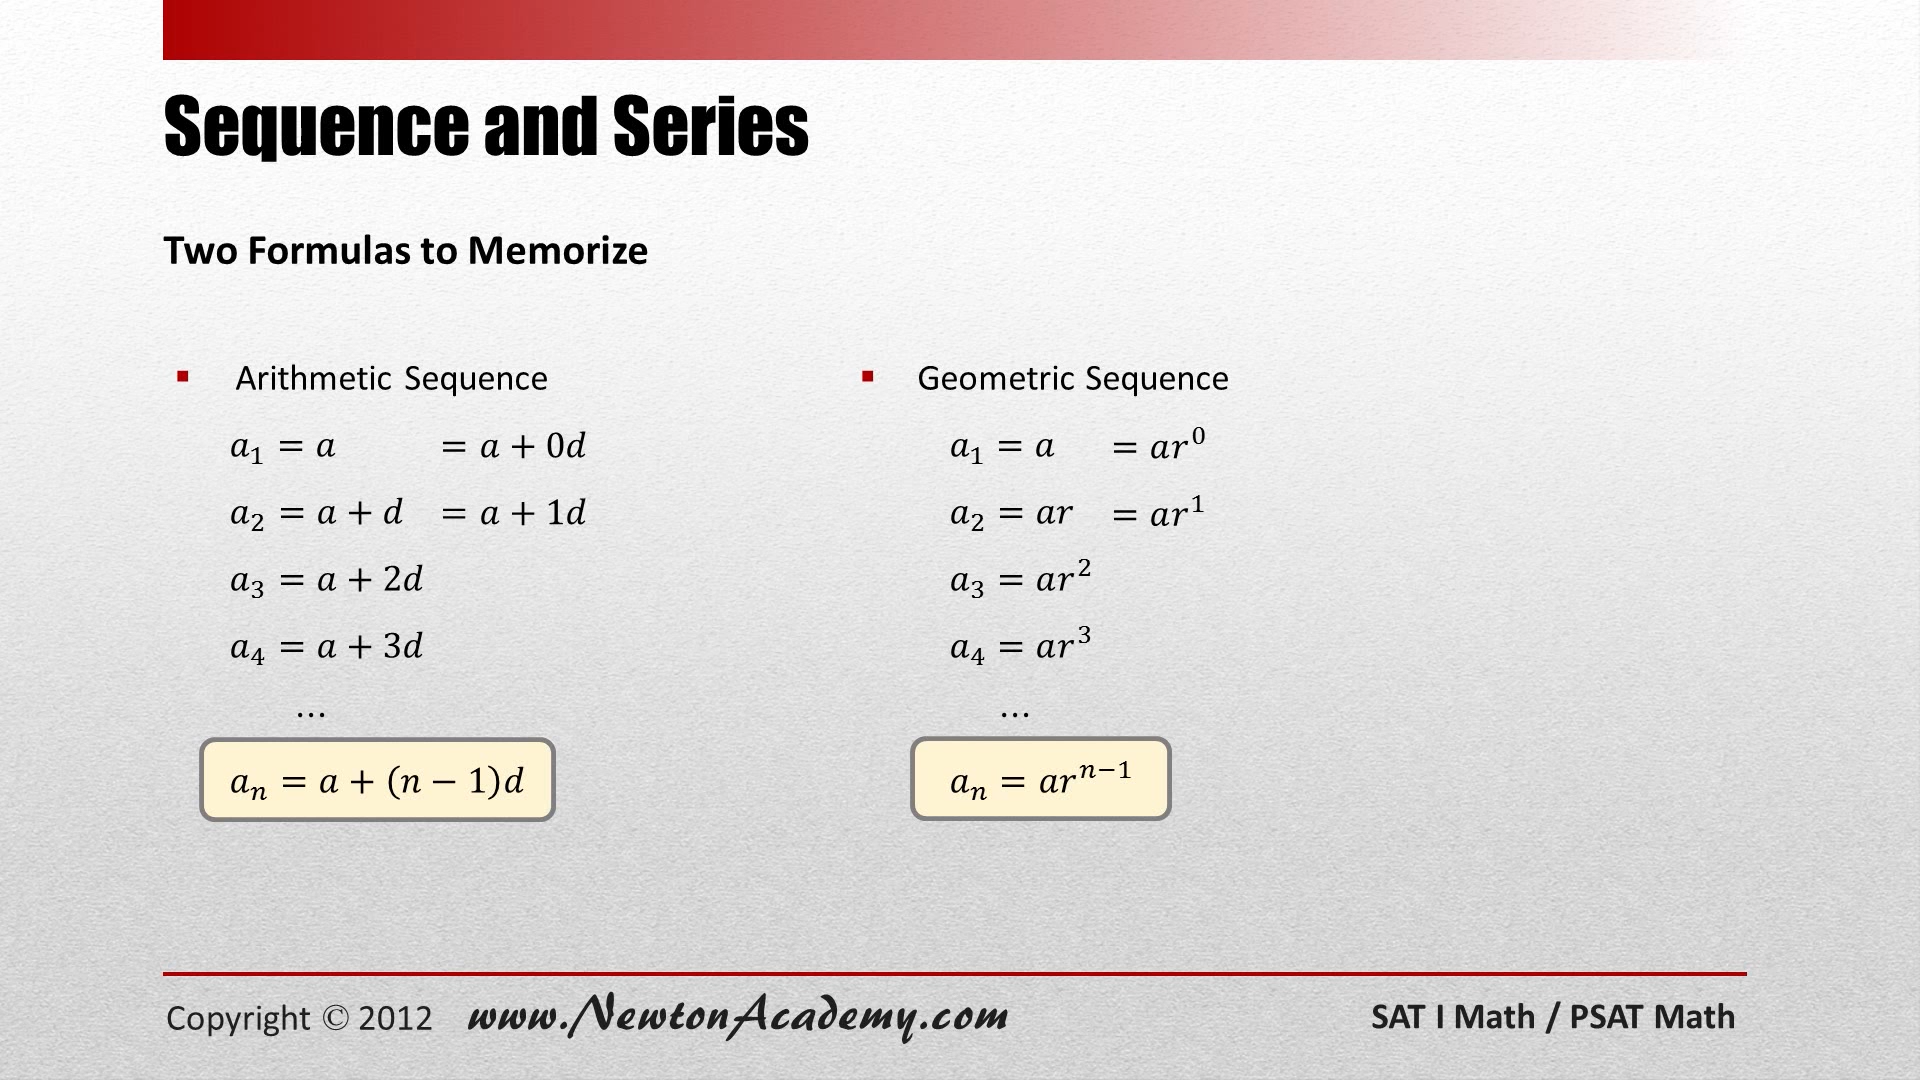 Sequence and Series
Two Formulas to Memorize
▪ Arithmetic Sequence
a₁ = a = a + 0d
a₂ = a + d = a + 1d
a₃ = a + 2d
a₄ = a + 3d
…
aₙ = a + (n − 1)d
▪ Geometric Sequence
a₁ = a = ar⁰
a₂ = ar = ar¹
a₃ = ar²
a₄ = ar³
…
aₙ = arⁿ⁻¹
Copyright © 2012 www.NewtonAcademy.com SAT I Math / PSAT Math